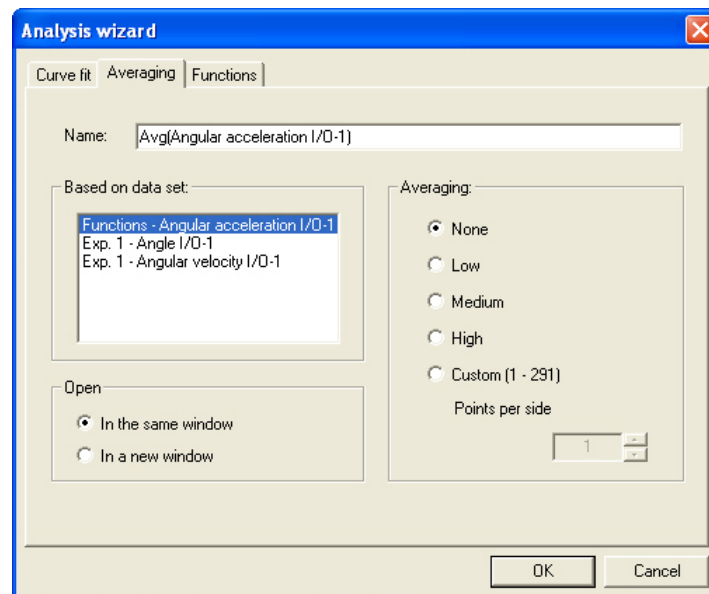 Analysis wizard
Curve fit Averaging Functions
Name: Avg(Angular acceleration I/O-1)
Based on data set:
Functions - Angular acceleration I/O-1
Exp. 1 - Angle I/O-1
Exp. 1 - Angular velocity I/O-1
Open
In the same window
In a new window
Averaging:
None
Low
Medium
High
Custom (1 - 291)
Points per side
1
OK Cancel